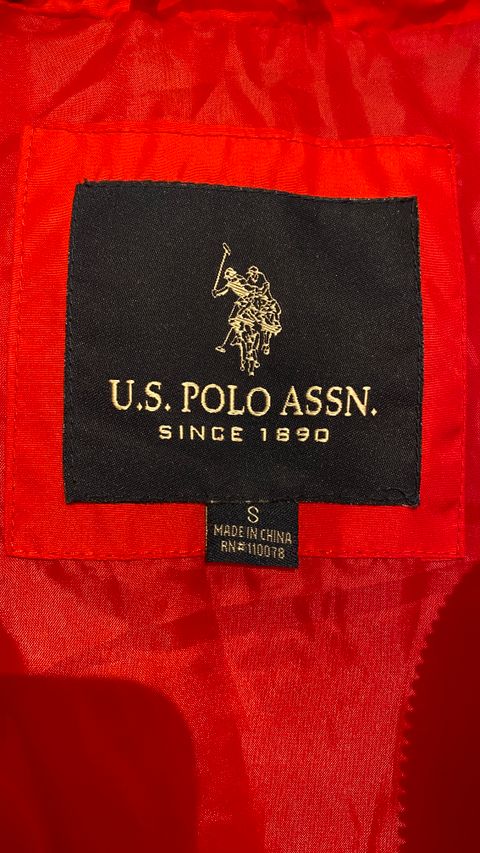 U.S. POLO ASSN.
SINCE 1890
S
MADE IN CHINA
RN#110078